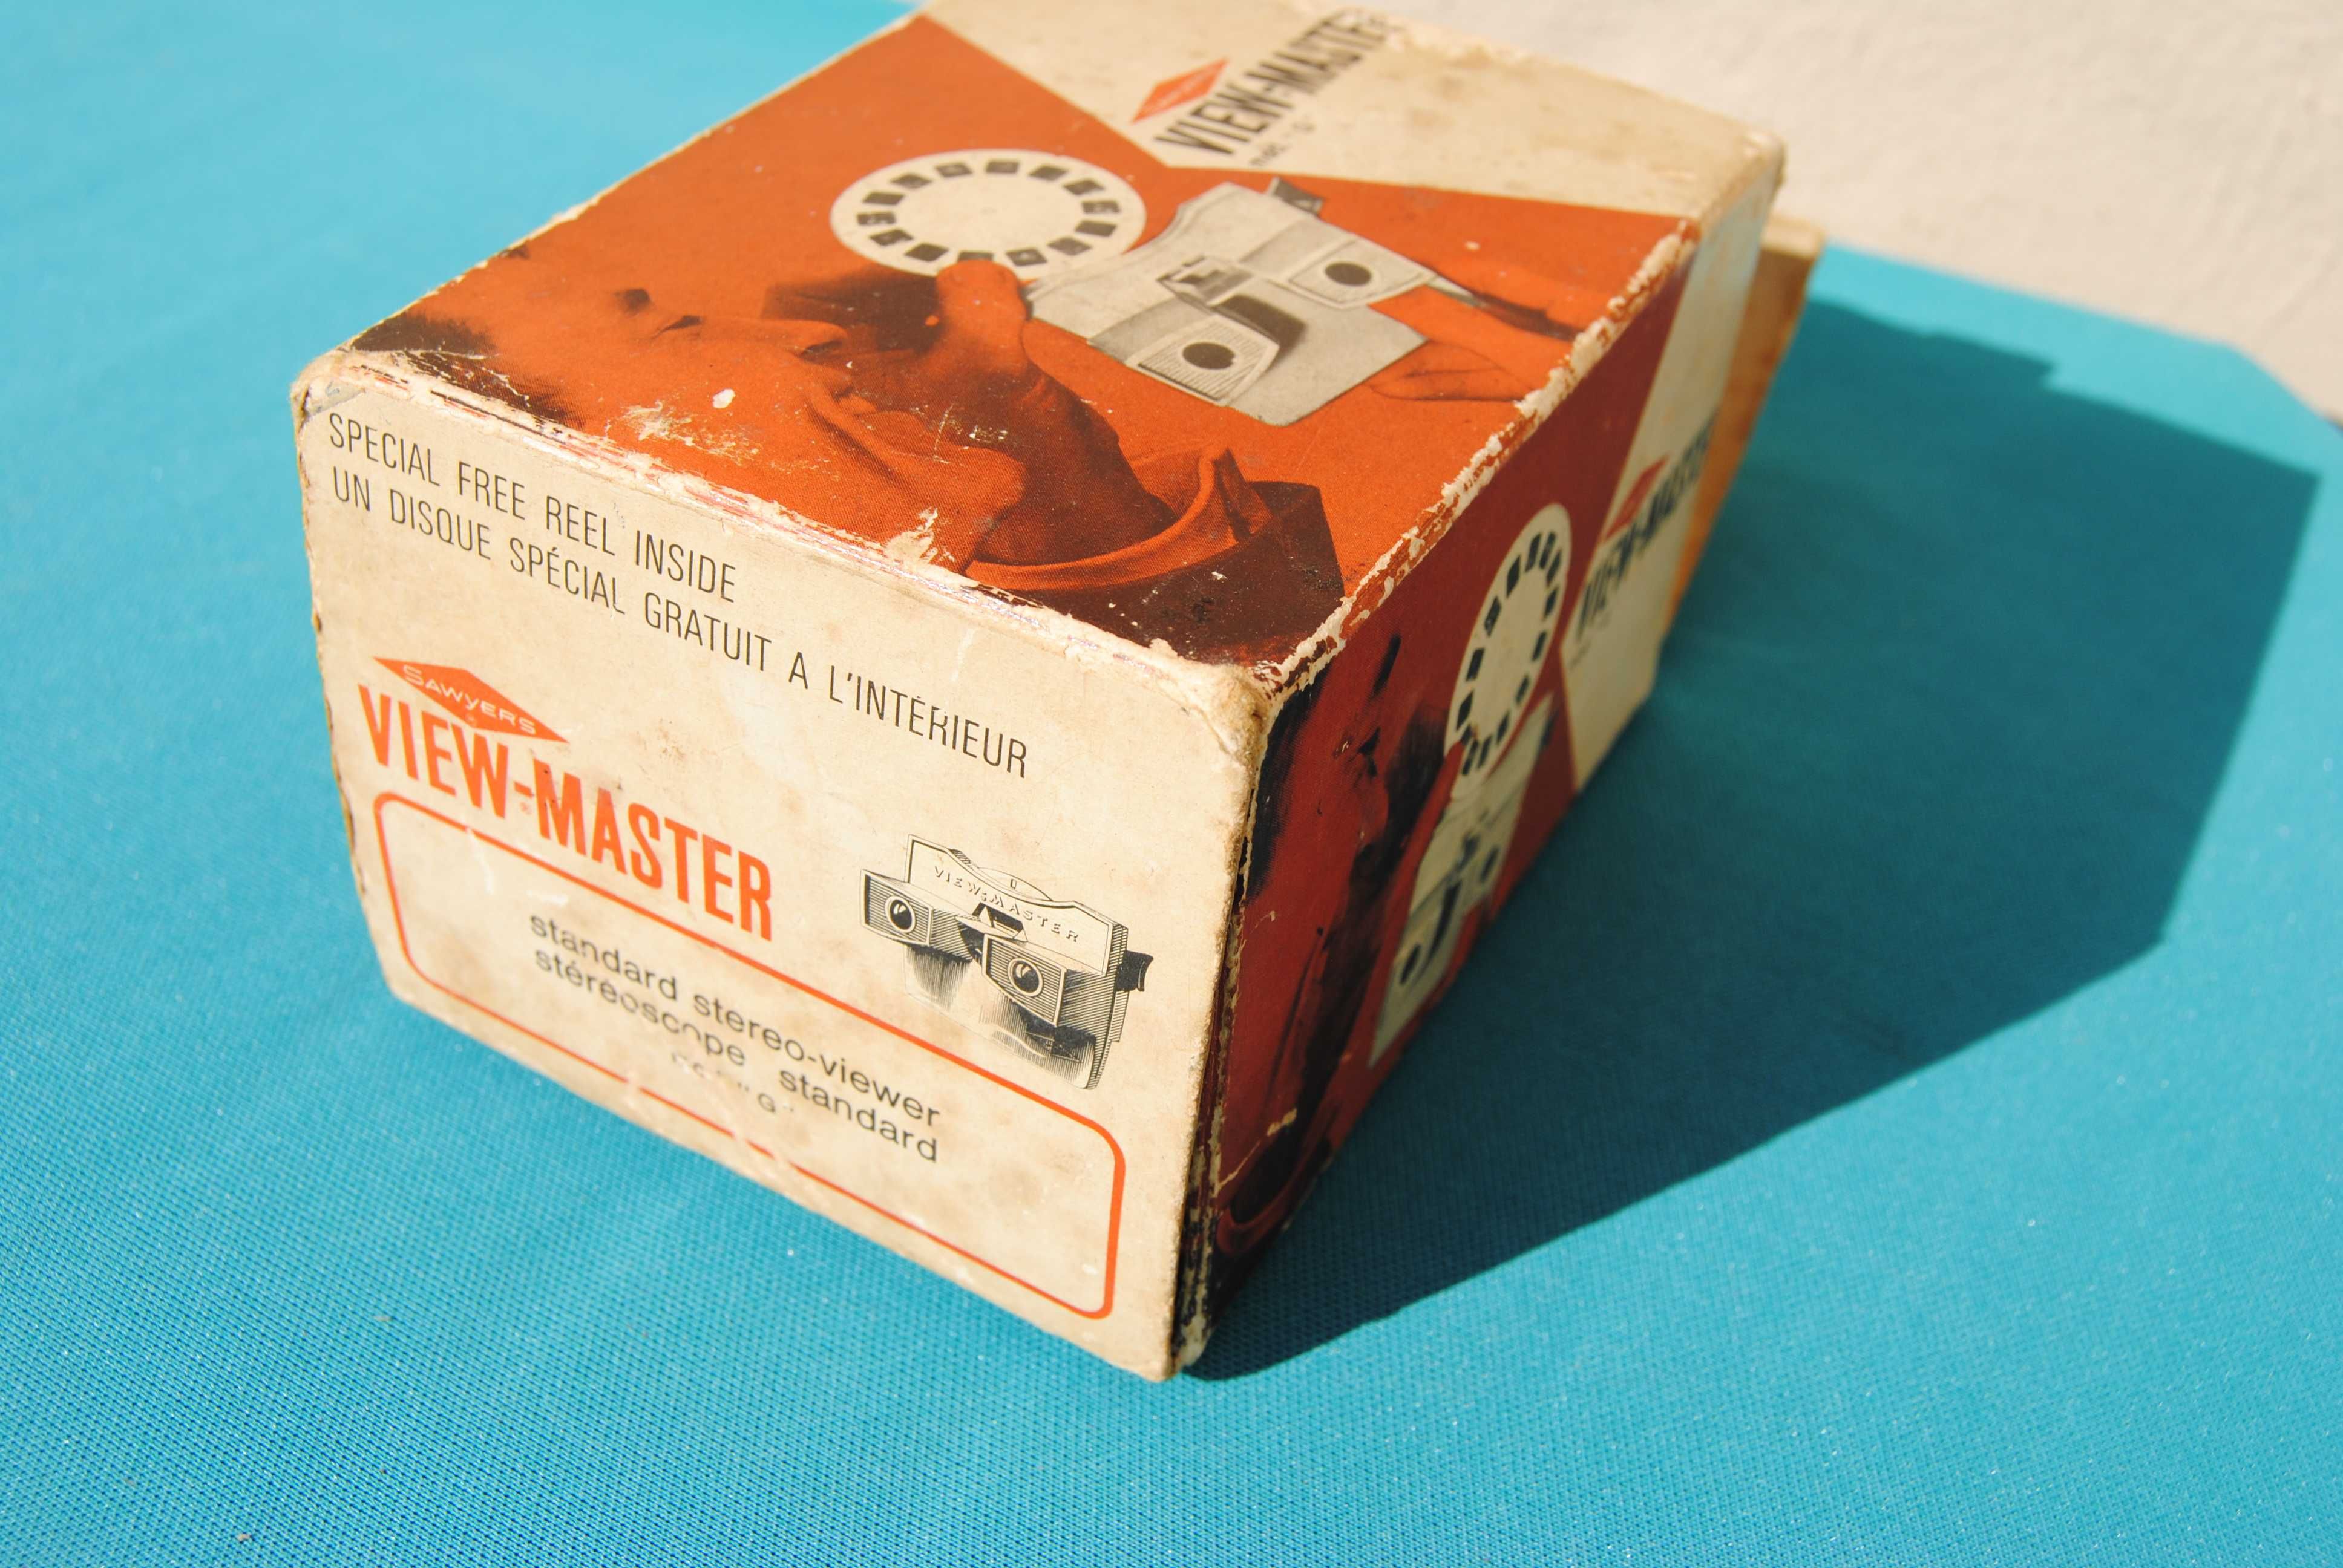 VIEW-MASTER
TYPE "G"
SPECIAL FREE REEL INSIDE
UN DISQUE SPÉCIAL GRATUIT A L'INTÉRIEUR
SAWYERS
VIEW-MASTER
VIEW-MASTER
standard stereo-viewer
stéréoscope standard
"G"
VIEW-MASTER